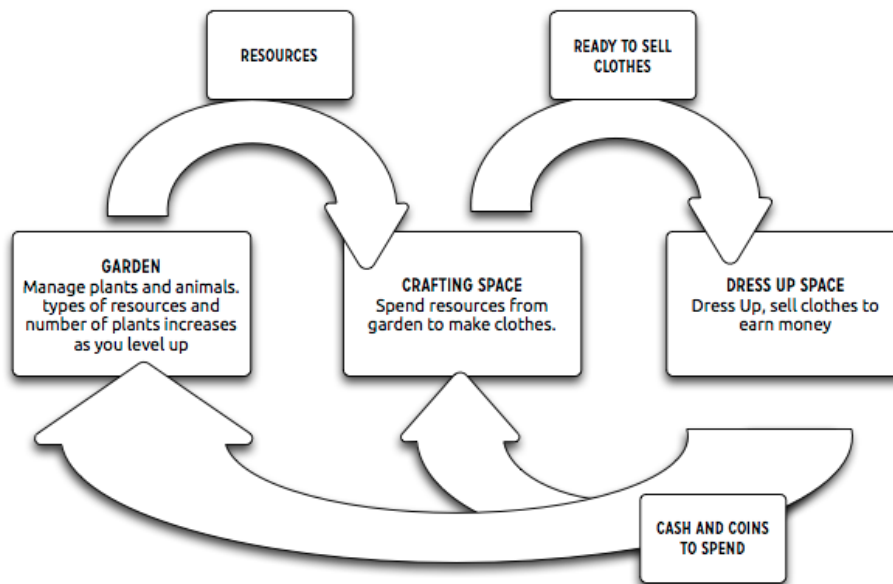 RESOURCES
READY TO SELL
CLOTHES
GARDEN
Manage plants and animals.
types of resources and
number of plants increases
as you level up
CRAFTING SPACE
Spend resources from
garden to make clothes.
DRESS UP SPACE
Dress Up, sell clothes to
earn money
CASH AND COINS
TO SPEND